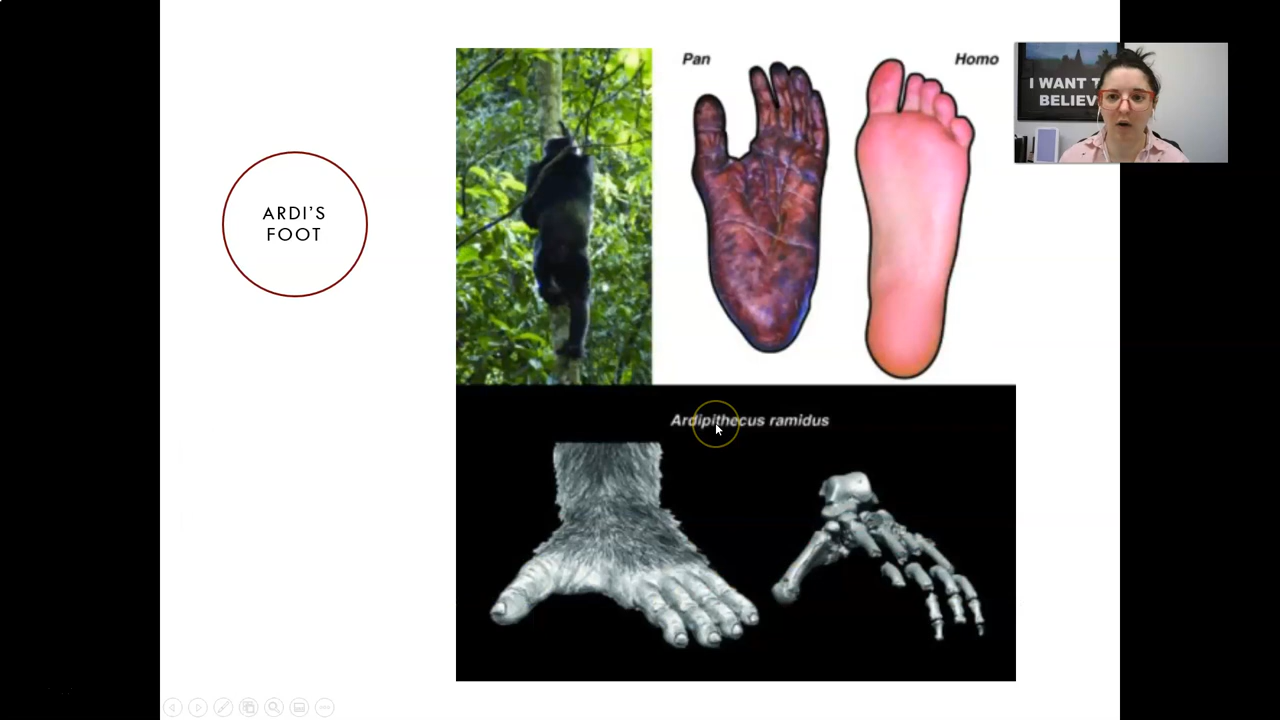 ARDI'S
FOOT
Pan
Homo
I WANT T
BELIEV
Ardipithecus ramidus